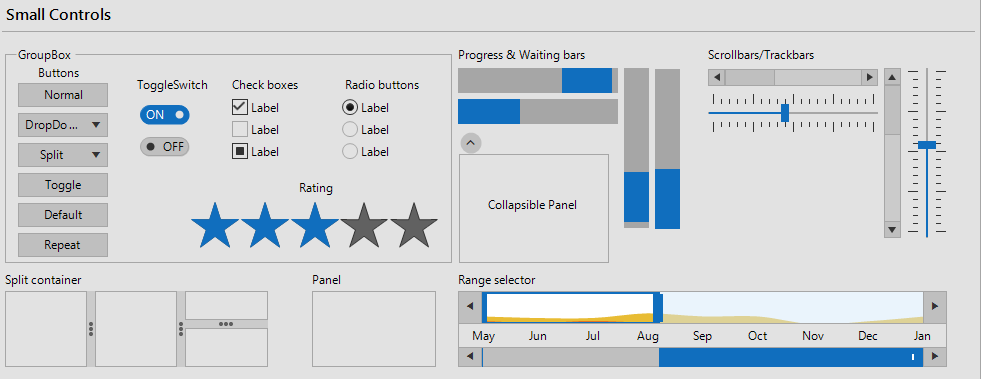 Small Controls
GroupBox
Buttons
Normal
DropDo ...
Split
Toggle
Default
Repeat
ToggleSwitch
ON
OFF
Check boxes
Label
Label
Label
Radio buttons
Label
Label
Label
Rating
Progress & Waiting bars
Collapsible Panel
Scrollbars/Trackbars
Split container
Panel
Range selector
May Jun Jul Aug Sep Oct Nov Dec Jan